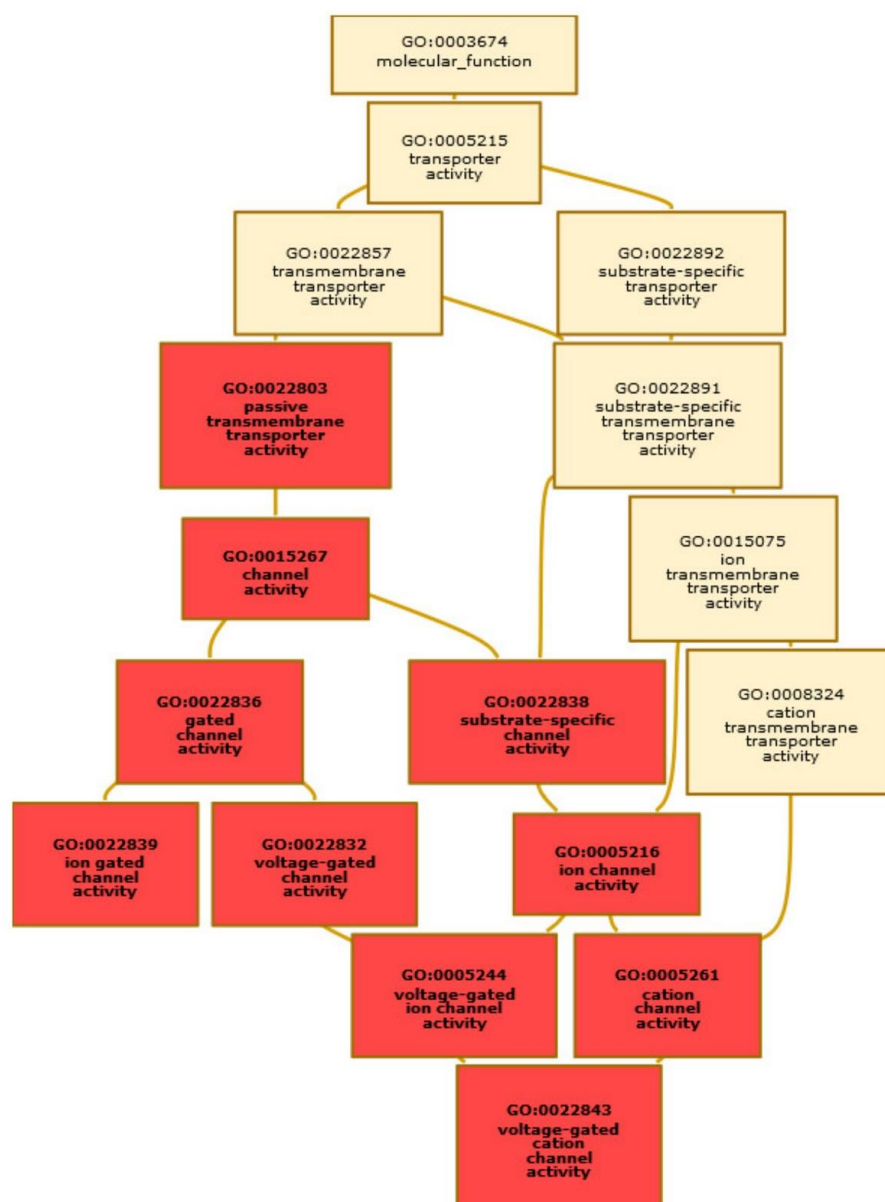 GO:0003674
molecular_function
GO:0005215
transporter
activity
GO:0022857
transmembrane
transporter
activity
GO:0022892
substrate-specific
transporter
activity
GO:0022803
passive
transmembrane
transporter
activity
GO:0022891
substrate-specific
transmembrane
transporter
activity
GO:0015267
channel
activity
GO:0015075
ion
transmembrane
transporter
activity
GO:0022836
gated
channel
activity
GO:0022838
substrate-specific
channel
activity
GO:0008324
cation
transmembrane
transporter
activity
GO:0022839
ion gated
channel
activity
GO:0022832
voltage-gated
channel
activity
GO:0005216
ion channel
activity
GO:0005244
voltage-gated
ion channel
activity
GO:0005261
cation
channel
activity
GO:0022843
voltage-gated
cation
channel
activity